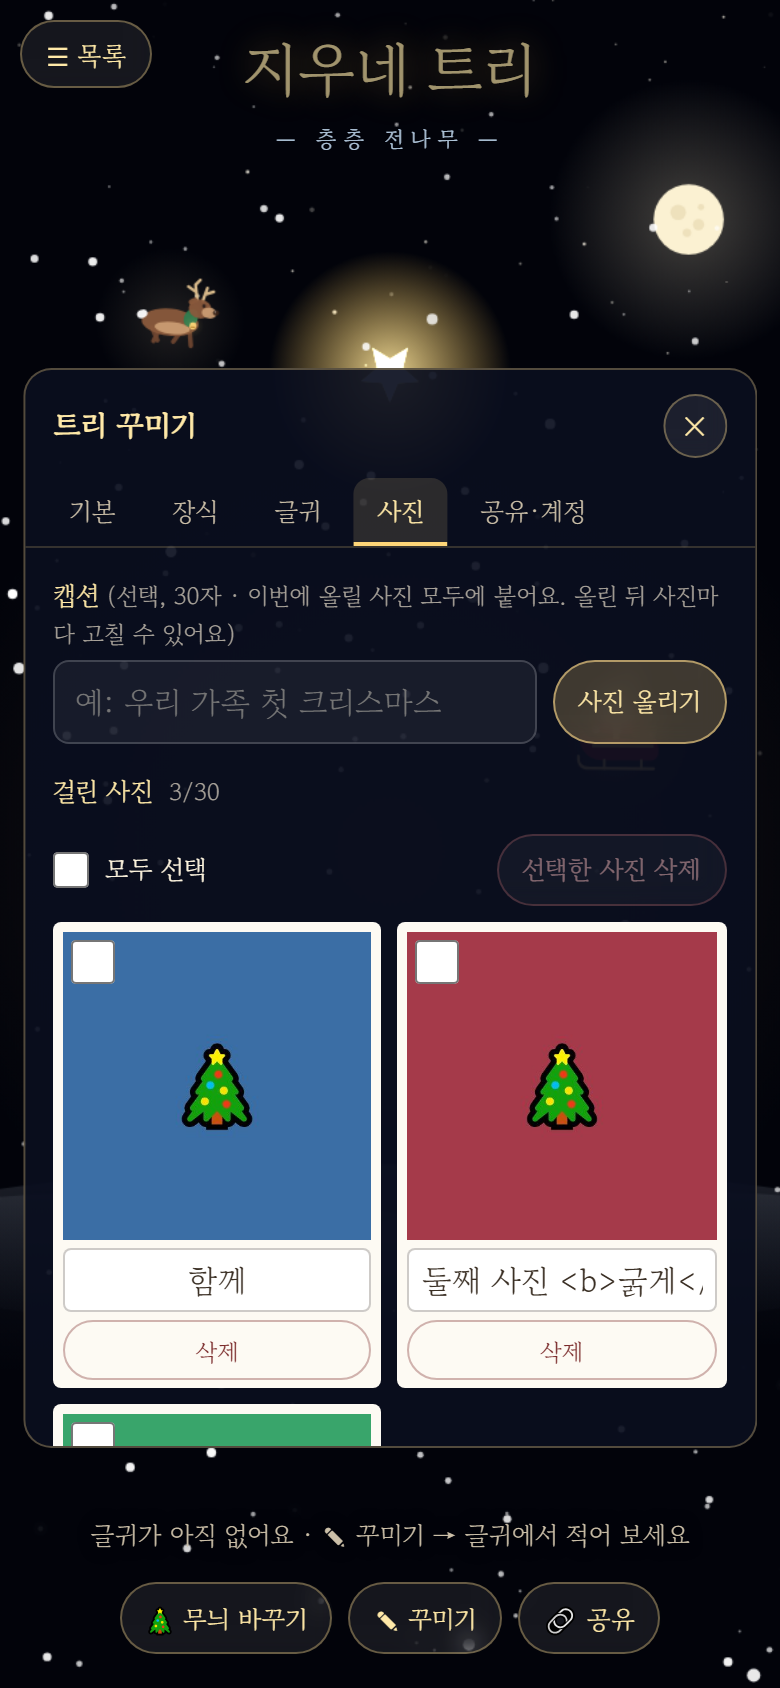 ☰ 목록
지우네 트리
— 층층 전나무 —
트리 꾸미기
기본 장식 글귀 사진 공유·계정
캡션 (선택, 30자 · 이번에 올릴 사진 모두에 붙어요. 올린 뒤 사진마
다 고칠 수 있어요)
예: 우리 가족 첫 크리스마스 사진 올리기
걸린 사진 3/30
모두 선택 선택한 사진 삭제
함께 둘째 사진 <b>굵게</
삭제 삭제
글귀가 아직 없어요 · ✏ 꾸미기 → 글귀에서 적어 보세요
🎄 무늬 바꾸기 ✏ 꾸미기 🔗 공유